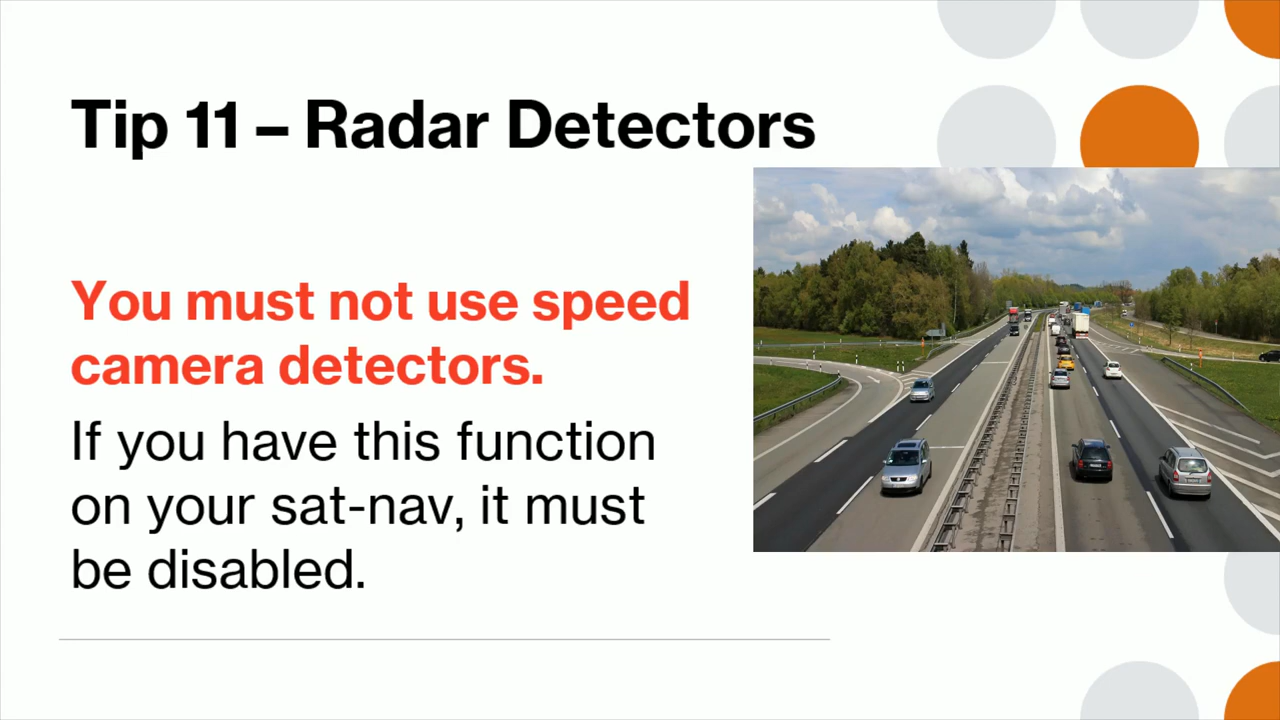 Tip 11 – Radar Detectors
You must not use speed
camera detectors.
If you have this function
on your sat-nav, it must
be disabled.